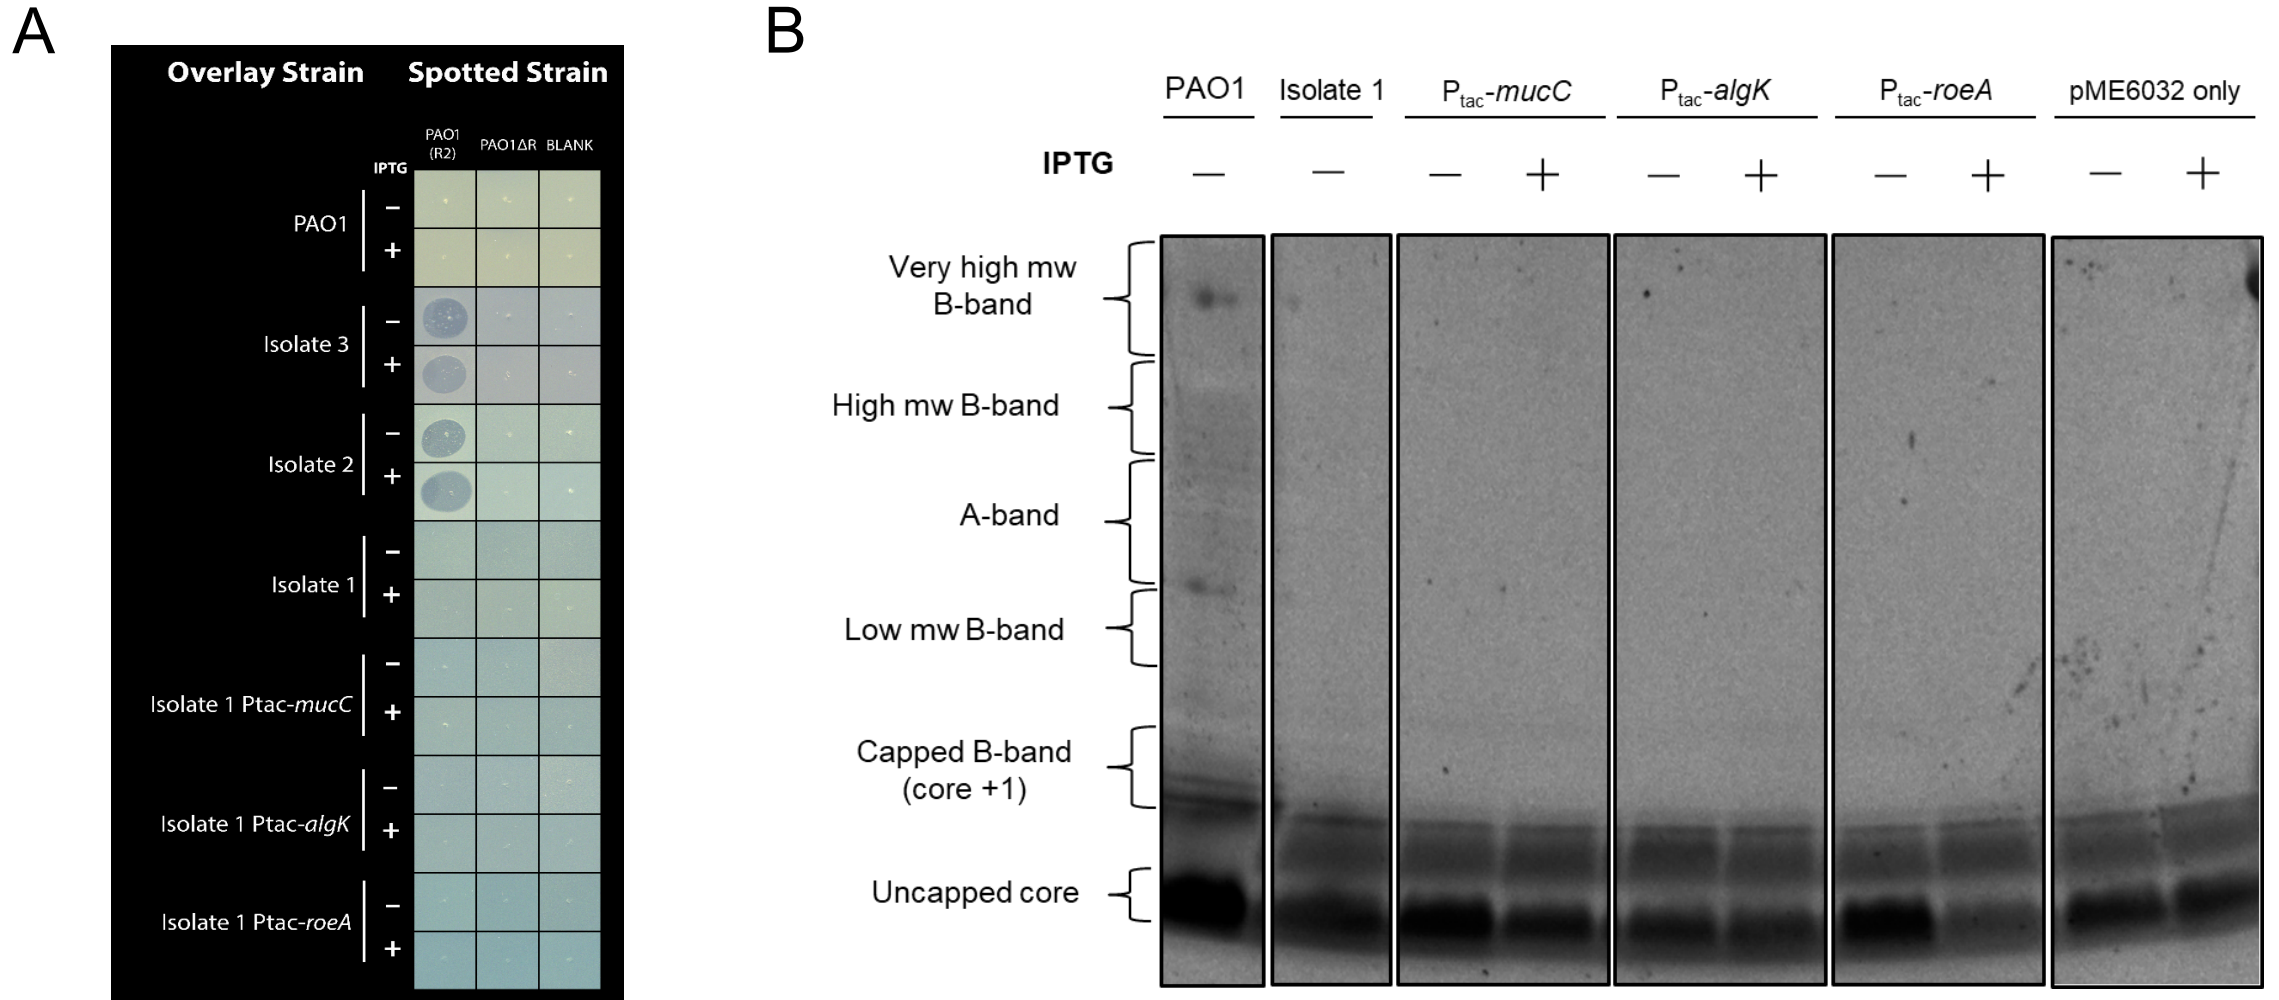 A
Overlay Strain Spotted Strain
PAO1
(R2)
PAO1ΔR
BLANK
IPTG
PAO1
−
+
Isolate 3
−
+
Isolate 2
−
+
Isolate 1
−
+
Isolate 1 Ptac-mucC
−
+
Isolate 1 Ptac-algK
−
+
Isolate 1 Ptac-roeA
−
+
B
PAO1 Isolate 1 Ptac-mucC Ptac-algK Ptac-roeA pME6032 only
IPTG − − − + − + − + − +
Very high mw
B-band
High mw B-band
A-band
Low mw B-band
Capped B-band
(core +1)
Uncapped core